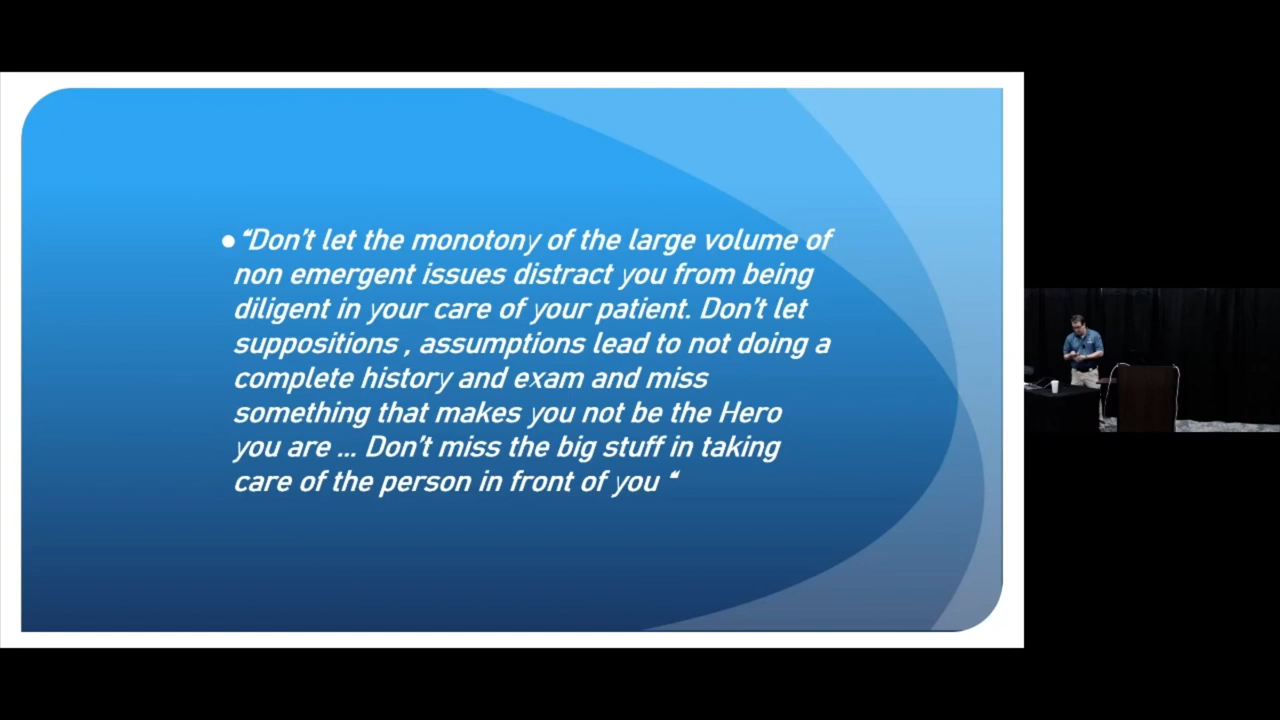 ● “Don’t let the monotony of the large volume of
non emergent issues distract you from being
diligent in your care of your patient. Don’t let
suppositions , assumptions lead to not doing a
complete history and exam and miss
something that makes you not be the Hero
you are ... Don’t miss the big stuff in taking
care of the person in front of you “